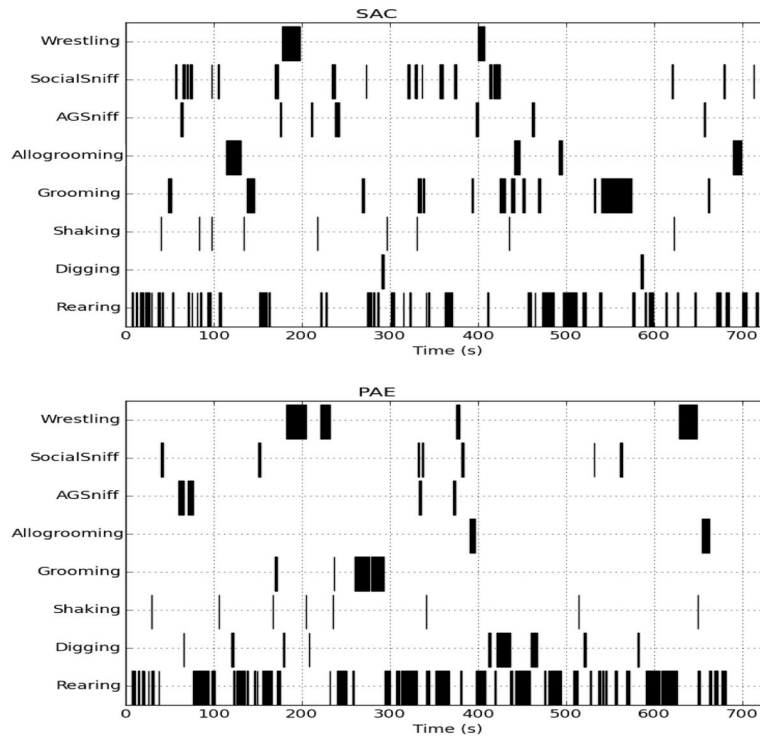 SAC
Wrestling
SocialSniff
AGSniff
Allogrooming
Grooming
Shaking
Digging
Rearing
0 100 200 300 400 500 600 700
Time (s)
PAE
Wrestling
SocialSniff
AGSniff
Allogrooming
Grooming
Shaking
Digging
Rearing
0 100 200 300 400 500 600 700
Time (s)